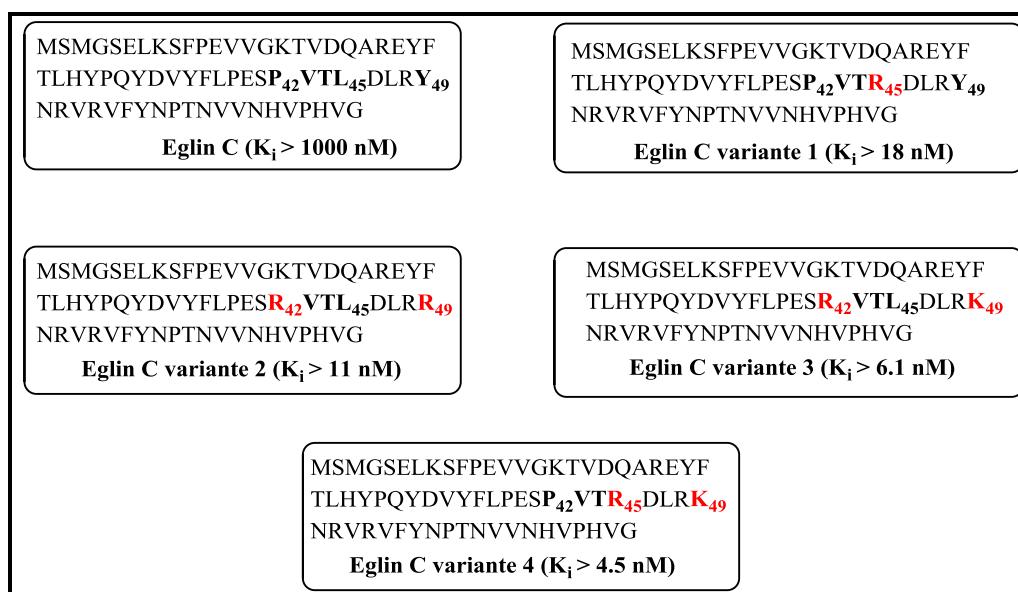 MSMGSELKSFPEVVGKTVDQAREYF
TLHYPQYDVYFLPESP42VTL45DLRY49
NRVRVFYNPTNVVNHVPHVG
Eglin C (Ki > 1000 nM)
MSMGSELKSFPEVVGKTVDQAREYF
TLHYPQYDVYFLPESP42VTR45DLRY49
NRVRVFYNPTNVVNHVPHVG
Eglin C variante 1 (Ki > 18 nM)
MSMGSELKSFPEVVGKTVDQAREYF
TLHYPQYDVYFLPESR42VTL45DLRR49
NRVRVFYNPTNVVNHVPHVG
Eglin C variante 2 (Ki > 11 nM)
MSMGSELKSFPEVVGKTVDQAREYF
TLHYPQYDVYFLPESR42VTL45DLRK49
NRVRVFYNPTNVVNHVPHVG
Eglin C variante 3 (Ki > 6.1 nM)
MSMGSELKSFPEVVGKTVDQAREYF
TLHYPQYDVYFLPESP42VTR45DLRK49
NRVRVFYNPTNVVNHVPHVG
Eglin C variante 4 (Ki > 4.5 nM)